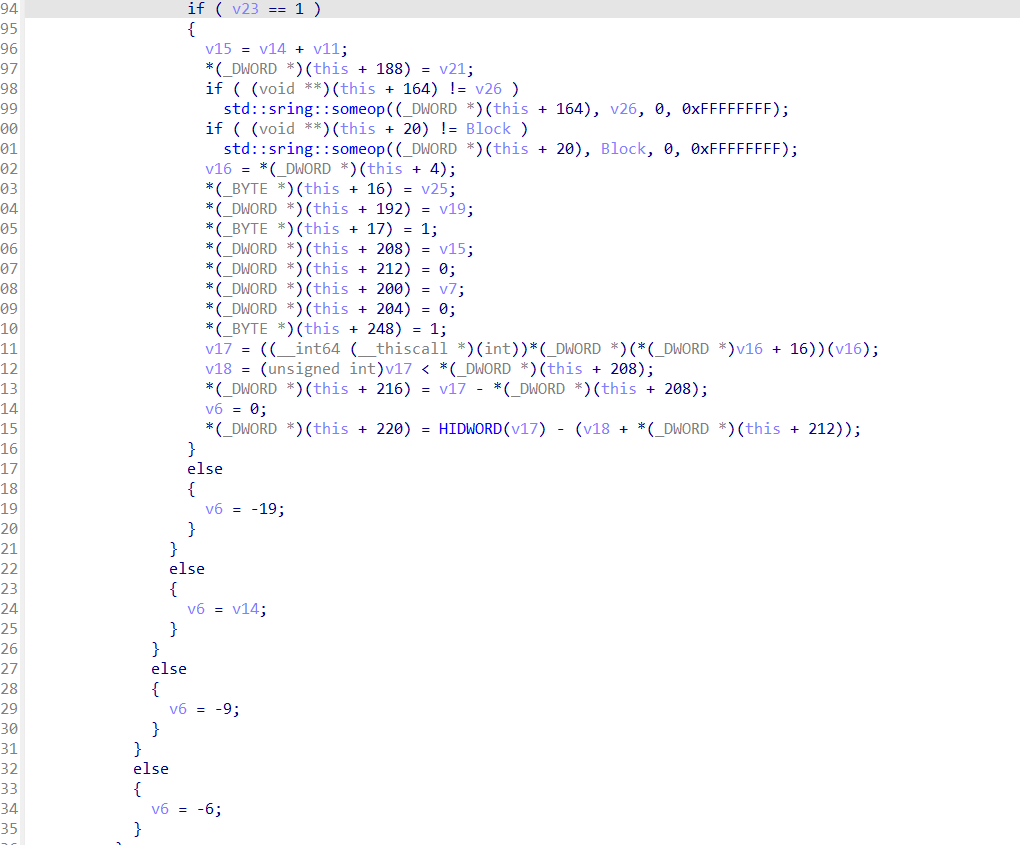 94 if ( v23 == 1 )
95 {
96 v15 = v14 + v11;
97 *(_DWORD *)(this + 188) = v21;
98 if ( (void **)(this + 164) != v26 )
99 std::sring::someop((_DWORD *)(this + 164), v26, 0, 0xFFFFFFFF);
00 if ( (void **)(this + 20) != Block )
01 std::sring::someop((_DWORD *)(this + 20), Block, 0, 0xFFFFFFFF);
02 v16 = *(_DWORD *)(this + 4);
03 *(_BYTE *)(this + 16) = v25;
04 *(_DWORD *)(this + 192) = v19;
05 *(_BYTE *)(this + 17) = 1;
06 *(_DWORD *)(this + 208) = v15;
07 *(_DWORD *)(this + 212) = 0;
08 *(_DWORD *)(this + 200) = v7;
09 *(_DWORD *)(this + 204) = 0;
10 *(_BYTE *)(this + 248) = 1;
11 v17 = ((__int64 (__thiscall *)(int))*(_DWORD *)(*(_DWORD *)v16 + 16))(v16);
12 v18 = (unsigned int)v17 < *(_DWORD *)(this + 208);
13 *(_DWORD *)(this + 216) = v17 - *(_DWORD *)(this + 208);
14 v6 = 0;
15 *(_DWORD *)(this + 220) = HIDWORD(v17) - (v18 + *(_DWORD *)(this + 212));
16 }
17 else
18 {
19 v6 = -19;
20 }
21 }
22 else
23 {
24 v6 = v14;
25 }
26 }
27 else
28 {
29 v6 = -9;
30 }
31 }
32 else
33 {
34 v6 = -6;
35 }